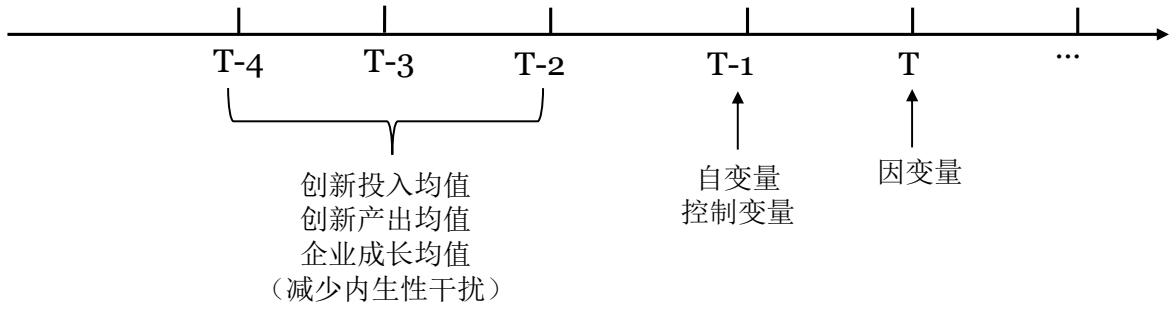 T-4 T-3 T-2 T-1 T ...
自变量 因变量
控制变量
创新投入均值
创新产出均值
企业成长均值
（减少内生性干扰）